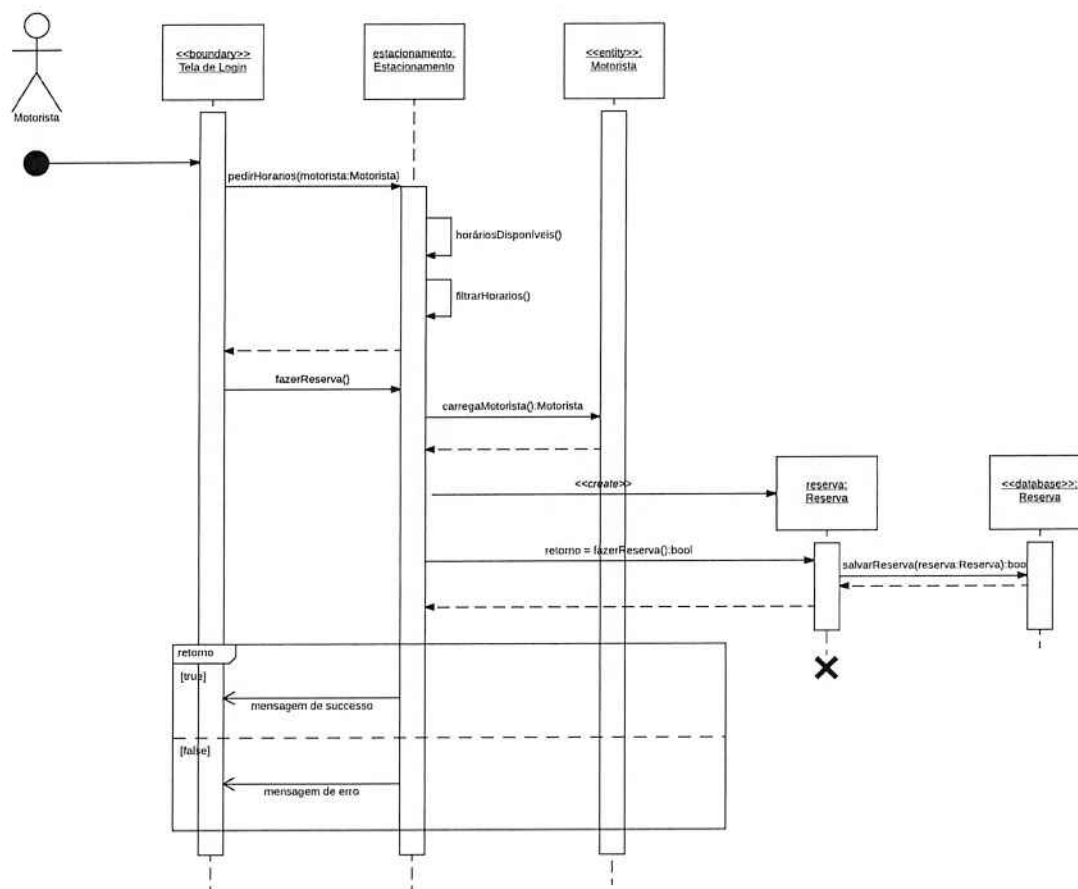 <<boundary>>
Tela de Login
estacionamento:
Estacionamento
<<entity>>:
Motorista
Motorista
pedirHorarios(motorista:Motorista)
horáriosDisponíveis()
filtrarHorarios()
fazerReserva()
carregaMotorista():Motorista
<<create>>
reserva:
Reserva
<<database>>:
Reserva
retorno = fazerReserva():bool
salvarReserva(reserva:Reserva):bool
retorno
[true]
mensagem de successo
[false]
mensagem de erro